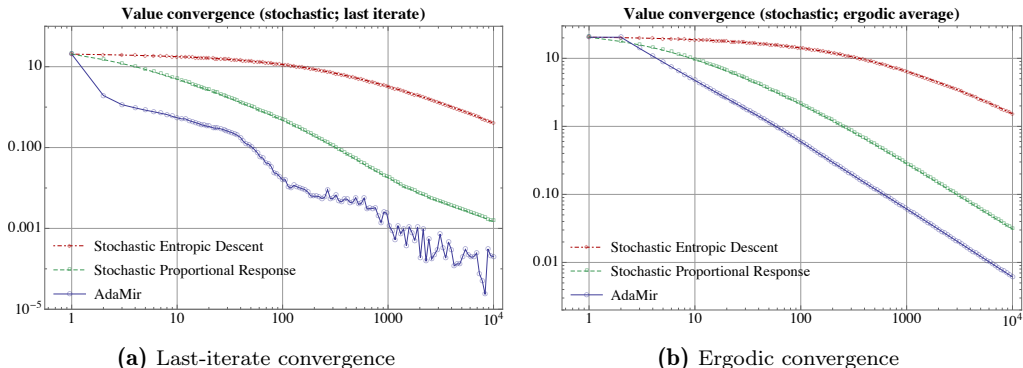 Value convergence (stochastic; last iterate)
10
0.100
0.001
10^-5
Stochastic Entropic Descent
Stochastic Proportional Response
AdaMir
1 10 100 1000 10^4
(a) Last-iterate convergence
Value convergence (stochastic; ergodic average)
10
1
0.10
0.01
Stochastic Entropic Descent
Stochastic Proportional Response
AdaMir
1 10 100 1000 10^4
(b) Ergodic convergence